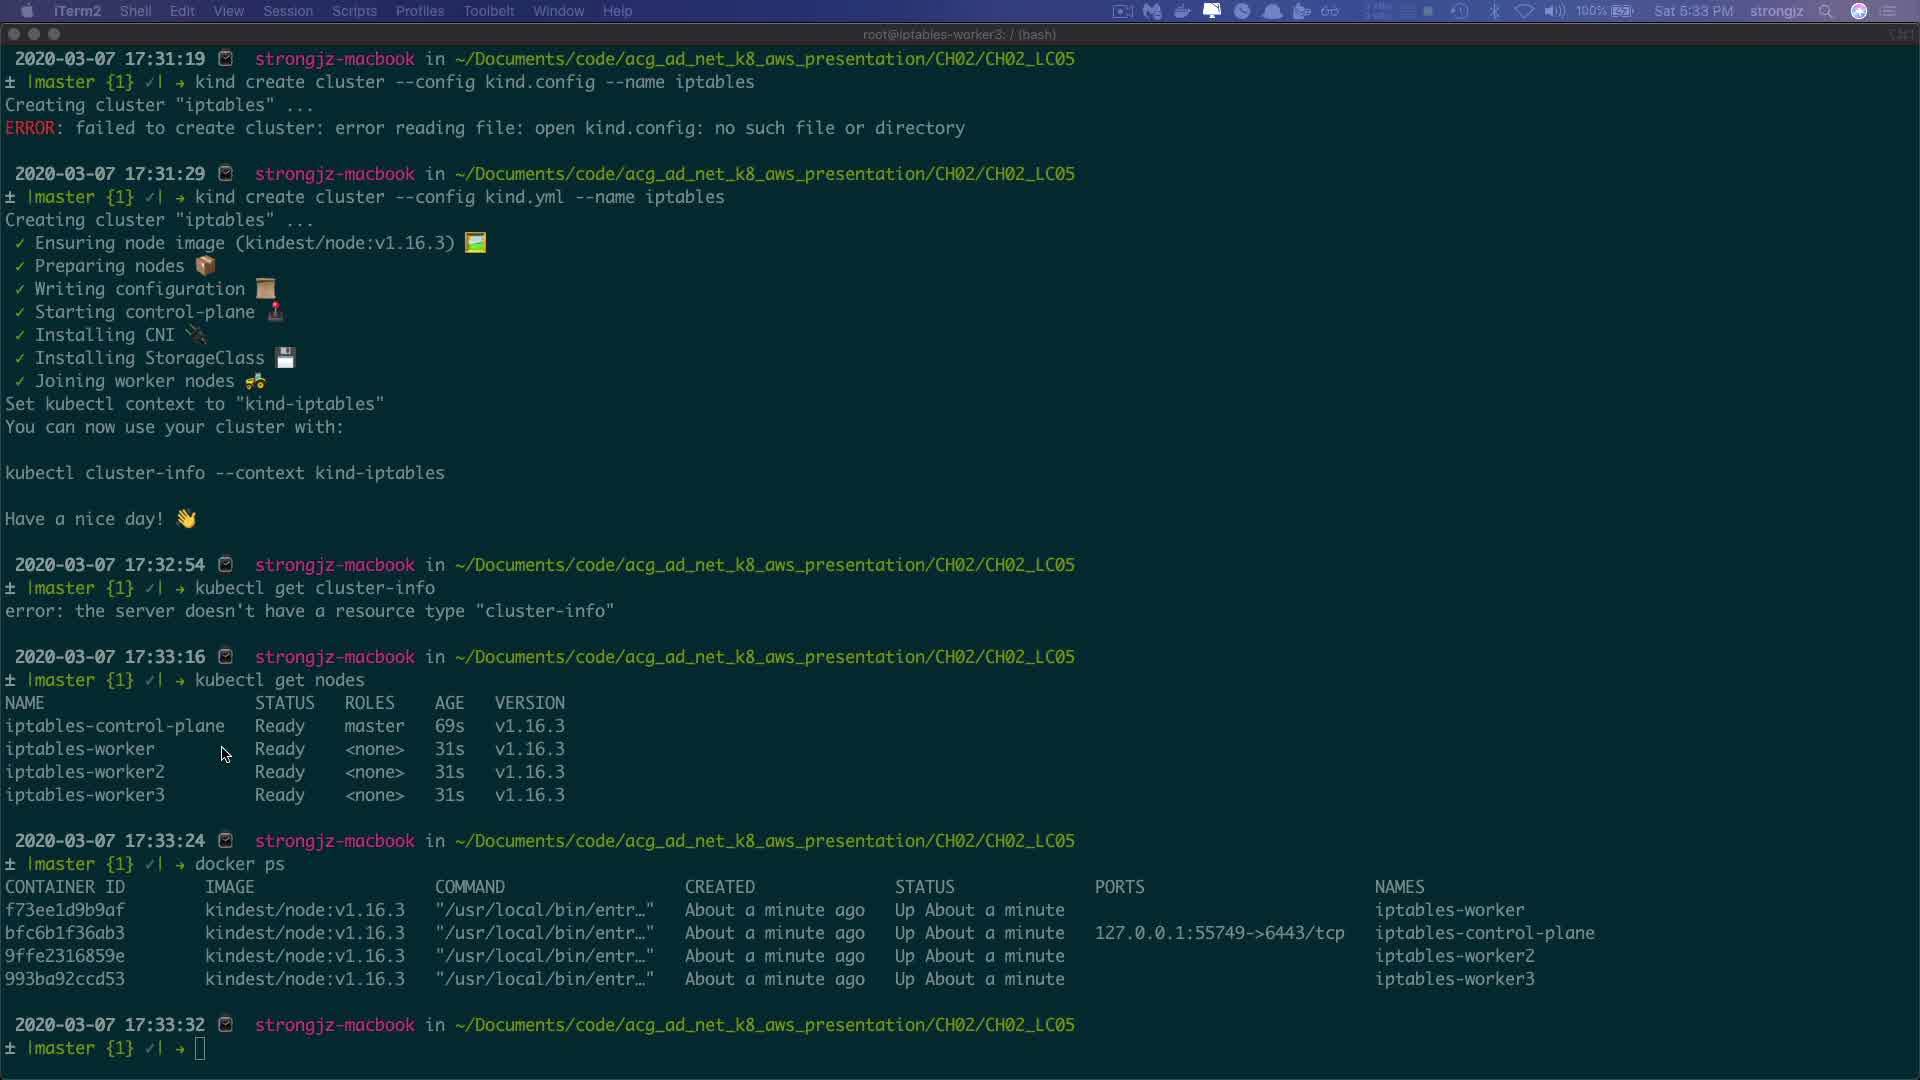 iTerm2 Shell Edit View Session Scripts Profiles Toolbelt Window Help 100% Sat 5:33 PM strongjz
root@iptables-worker3: / (bash)
2020-03-07 17:31:19 strongjz-macbook in ~/Documents/code/acg_ad_net_k8_aws_presentation/CH02/CH02_LC05
± |master {1} ✓| → kind create cluster --config kind.config --name iptables
Creating cluster "iptables" ...
ERROR: failed to create cluster: error reading file: open kind.config: no such file or directory
2020-03-07 17:31:29 strongjz-macbook in ~/Documents/code/acg_ad_net_k8_aws_presentation/CH02/CH02_LC05
± |master {1} ✓| → kind create cluster --config kind.yml --name iptables
Creating cluster "iptables" ...
✓ Ensuring node image (kindest/node:v1.16.3) 🖼
✓ Preparing nodes 📦
✓ Writing configuration 📜
✓ Starting control-plane 🕹
✓ Installing CNI 🔌
✓ Installing StorageClass 💾
✓ Joining worker nodes 🚜
Set kubectl context to "kind-iptables"
You can now use your cluster with:
kubectl cluster-info --context kind-iptables
Have a nice day! 👋
2020-03-07 17:32:54 strongjz-macbook in ~/Documents/code/acg_ad_net_k8_aws_presentation/CH02/CH02_LC05
± |master {1} ✓| → kubectl get cluster-info
error: the server doesn't have a resource type "cluster-info"
2020-03-07 17:33:16 strongjz-macbook in ~/Documents/code/acg_ad_net_k8_aws_presentation/CH02/CH02_LC05
± |master {1} ✓| → kubectl get nodes
NAME STATUS ROLES AGE VERSION
iptables-control-plane Ready master 69s v1.16.3
iptables-worker Ready <none> 31s v1.16.3
iptables-worker2 Ready <none> 31s v1.16.3
iptables-worker3 Ready <none> 31s v1.16.3
2020-03-07 17:33:24 strongjz-macbook in ~/Documents/code/acg_ad_net_k8_aws_presentation/CH02/CH02_LC05
± |master {1} ✓| → docker ps
CONTAINER ID IMAGE COMMAND CREATED STATUS PORTS NAMES
f73ee1d9b9af kindest/node:v1.16.3 "/usr/local/bin/entr…" About a minute ago Up About a minute iptables-worker
bfc6b1f36ab3 kindest/node:v1.16.3 "/usr/local/bin/entr…" About a minute ago Up About a minute 127.0.0.1:55749->6443/tcp iptables-control-plane
9ffe2316859e kindest/node:v1.16.3 "/usr/local/bin/entr…" About a minute ago Up About a minute iptables-worker2
993ba92ccd53 kindest/node:v1.16.3 "/usr/local/bin/entr…" About a minute ago Up About a minute iptables-worker3
2020-03-07 17:33:32 strongjz-macbook in ~/Documents/code/acg_ad_net_k8_aws_presentation/CH02/CH02_LC05
± |master {1} ✓| →